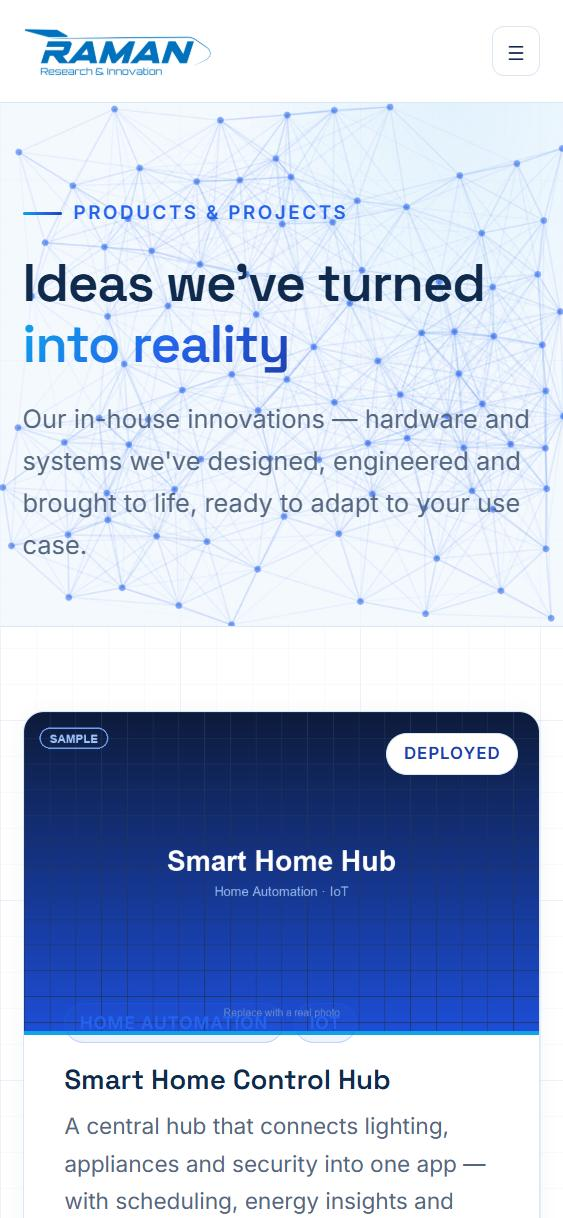 RAMAN
Research & Innovation
☰
PRODUCTS & PROJECTS
Ideas we've turned
into reality
Our in-house innovations — hardware and
systems we've designed, engineered and
brought to life, ready to adapt to your use
case.
SAMPLE
DEPLOYED
Smart Home Hub
Home Automation · IoT
Replace with a real photo
HOME AUTOMATION
IOT
Smart Home Control Hub
A central hub that connects lighting,
appliances and security into one app —
with scheduling, energy insights and